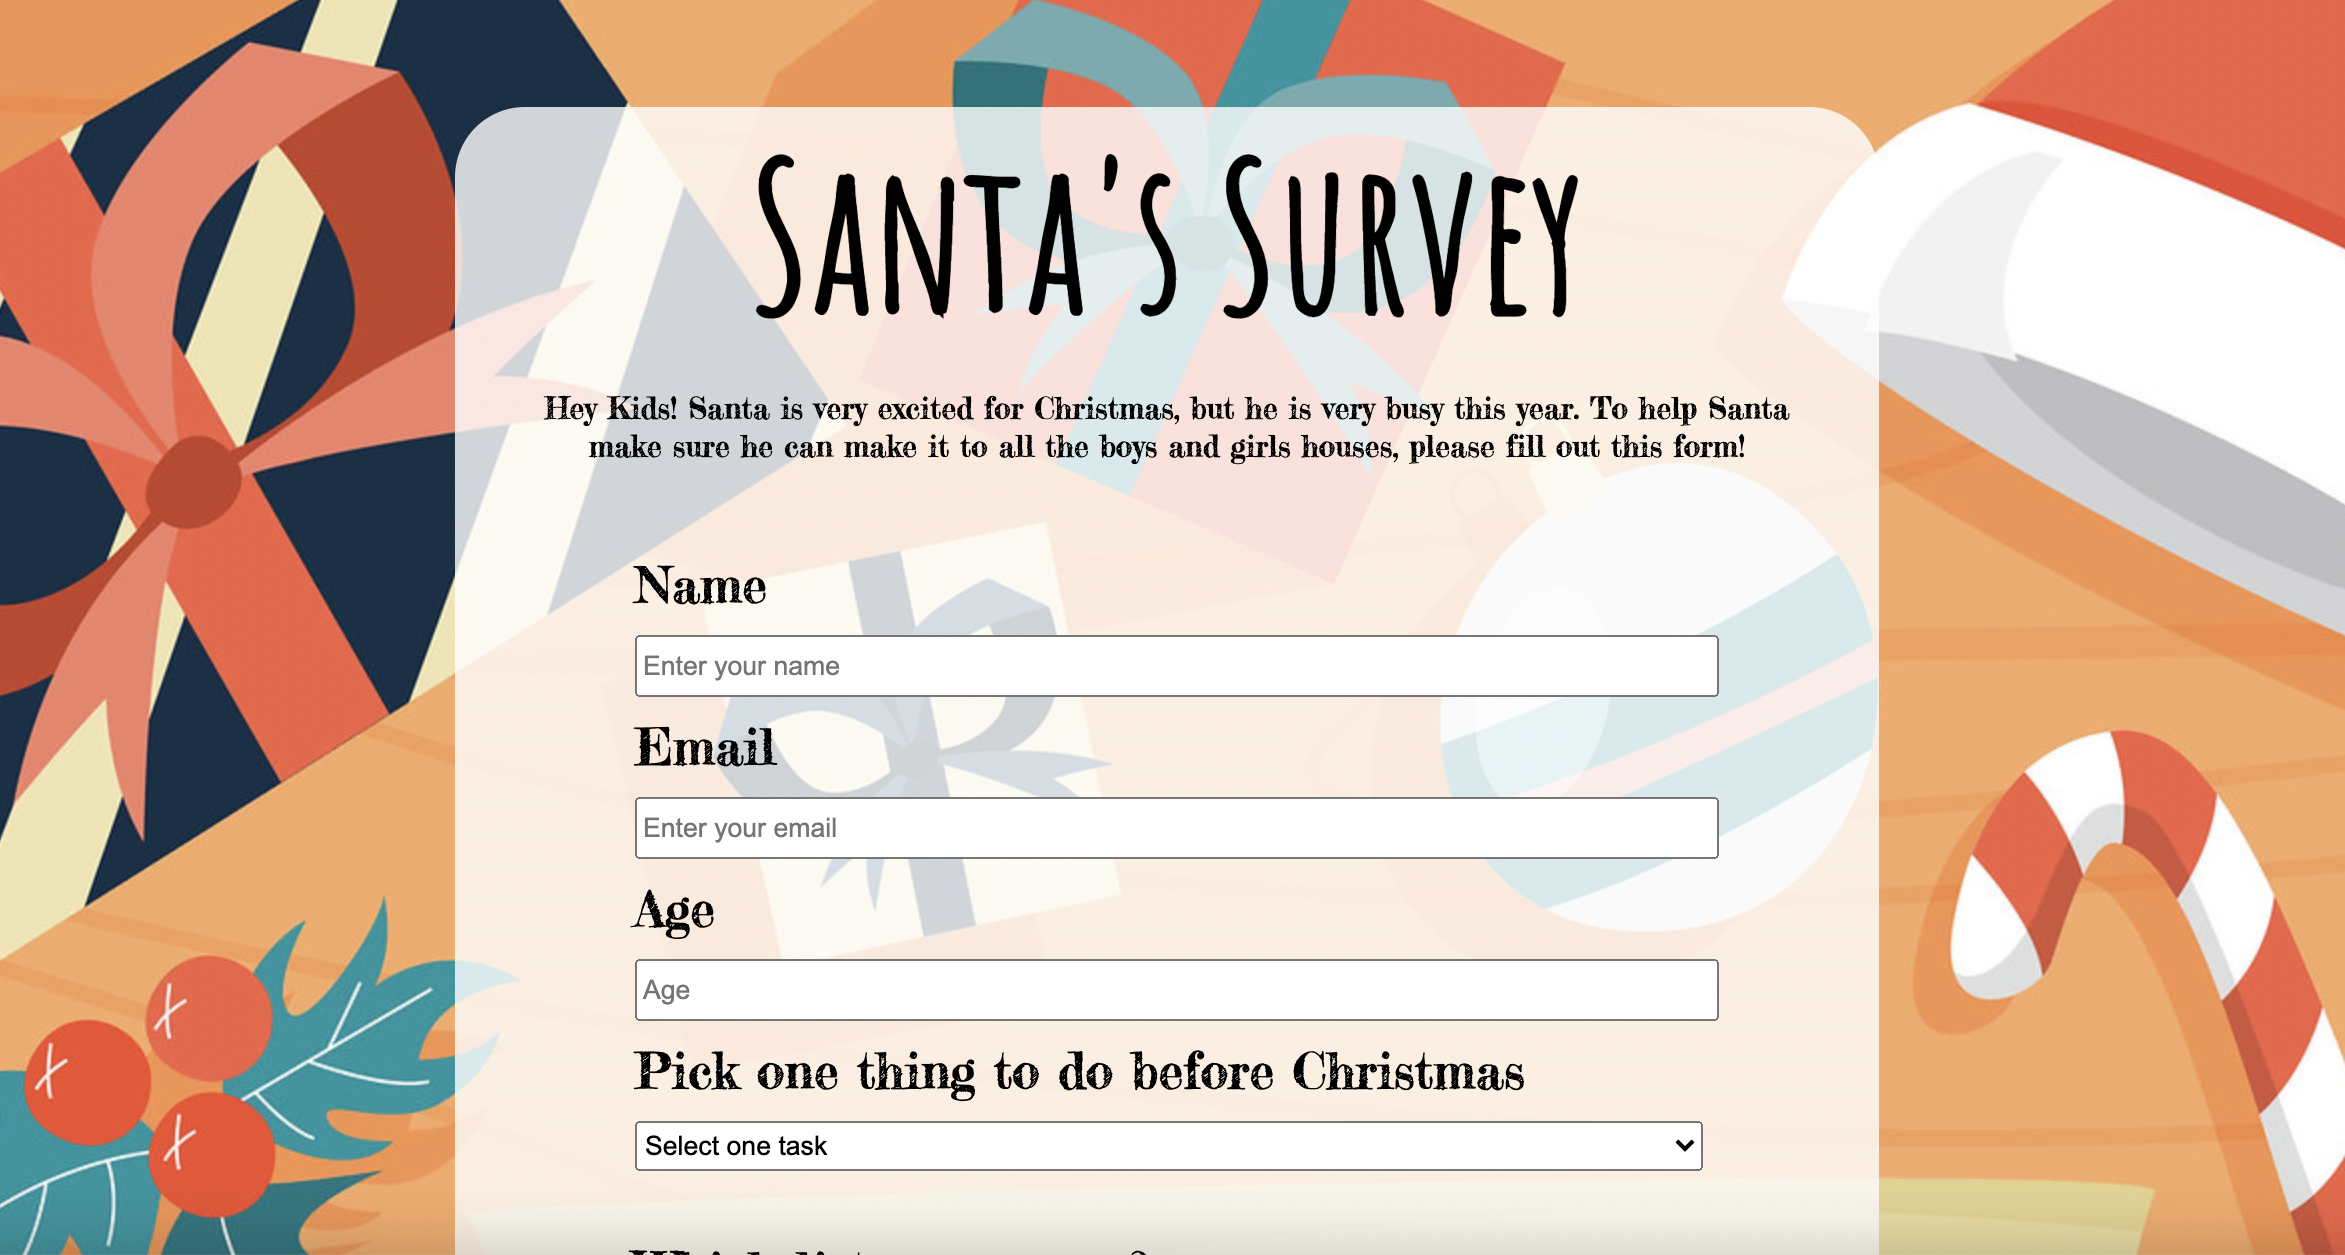 Santa's Survey
Hey Kids! Santa is very excited for Christmas, but he is very busy this year. To help Santa
make sure he can make it to all the boys and girls houses, please fill out this form!
Name
Enter your name
Email
Enter your email
Age
Age
Pick one thing to do before Christmas
Select one task